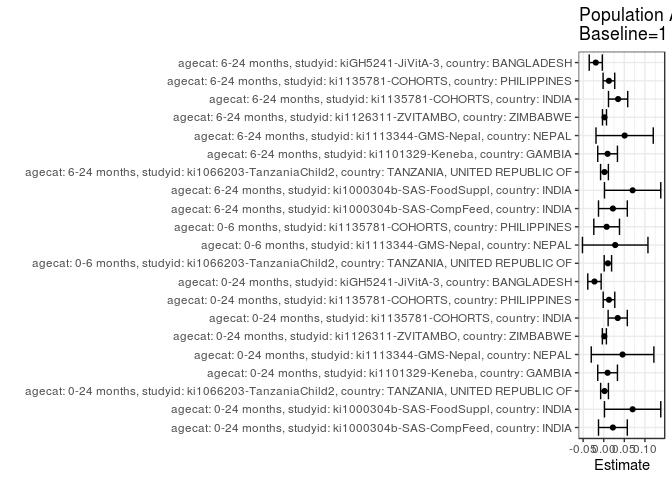 Population A
Baseline=1
agecat: 6-24 months, studyid: kiGH5241-JiVitA-3, country: BANGLADESH
agecat: 6-24 months, studyid: ki1135781-COHORTS, country: PHILIPPINES
agecat: 6-24 months, studyid: ki1135781-COHORTS, country: INDIA
agecat: 6-24 months, studyid: ki1126311-ZVITAMBO, country: ZIMBABWE
agecat: 6-24 months, studyid: ki1113344-GMS-Nepal, country: NEPAL
agecat: 6-24 months, studyid: ki1101329-Keneba, country: GAMBIA
agecat: 6-24 months, studyid: ki1066203-TanzaniaChild2, country: TANZANIA, UNITED REPUBLIC OF
agecat: 6-24 months, studyid: ki1000304b-SAS-FoodSuppl, country: INDIA
agecat: 6-24 months, studyid: ki1000304b-SAS-CompFeed, country: INDIA
agecat: 0-6 months, studyid: ki1135781-COHORTS, country: PHILIPPINES
agecat: 0-6 months, studyid: ki1113344-GMS-Nepal, country: NEPAL
agecat: 0-6 months, studyid: ki1066203-TanzaniaChild2, country: TANZANIA, UNITED REPUBLIC OF
agecat: 0-24 months, studyid: kiGH5241-JiVitA-3, country: BANGLADESH
agecat: 0-24 months, studyid: ki1135781-COHORTS, country: PHILIPPINES
agecat: 0-24 months, studyid: ki1135781-COHORTS, country: INDIA
agecat: 0-24 months, studyid: ki1126311-ZVITAMBO, country: ZIMBABWE
agecat: 0-24 months, studyid: ki1113344-GMS-Nepal, country: NEPAL
agecat: 0-24 months, studyid: ki1101329-Keneba, country: GAMBIA
agecat: 0-24 months, studyid: ki1066203-TanzaniaChild2, country: TANZANIA, UNITED REPUBLIC OF
agecat: 0-24 months, studyid: ki1000304b-SAS-FoodSuppl, country: INDIA
agecat: 0-24 months, studyid: ki1000304b-SAS-CompFeed, country: INDIA
-0.05 0.00 0.05 0.10
Estimate